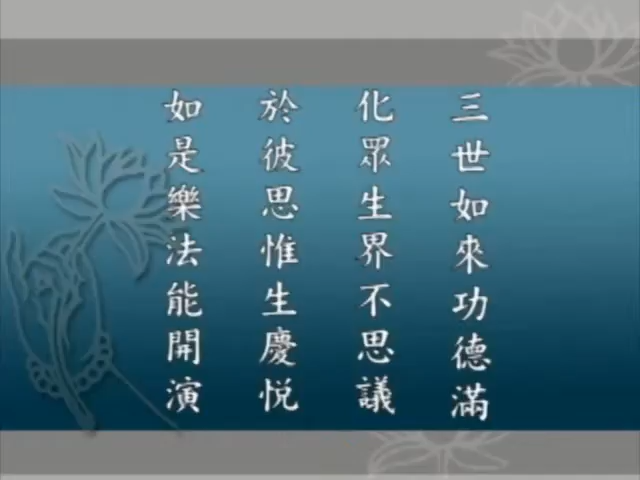 三世如來功德滿
化眾生界不思議
於彼思惟生慶悅
如是樂法能開演